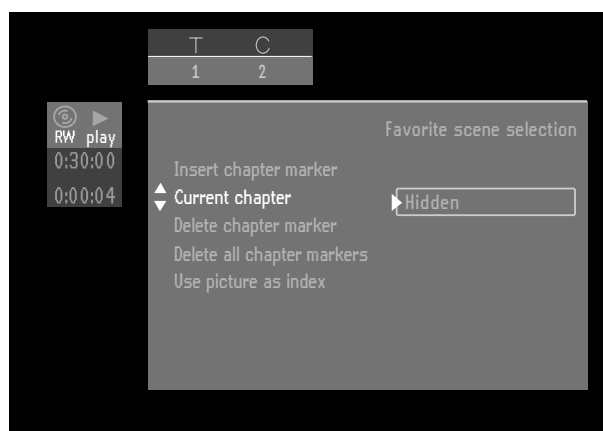 T C
1 2
RW play
0:30:00
0:00:04
Favorite scene selection
Insert chapter marker
Current chapter Hidden
Delete chapter marker
Delete all chapter markers
Use picture as index